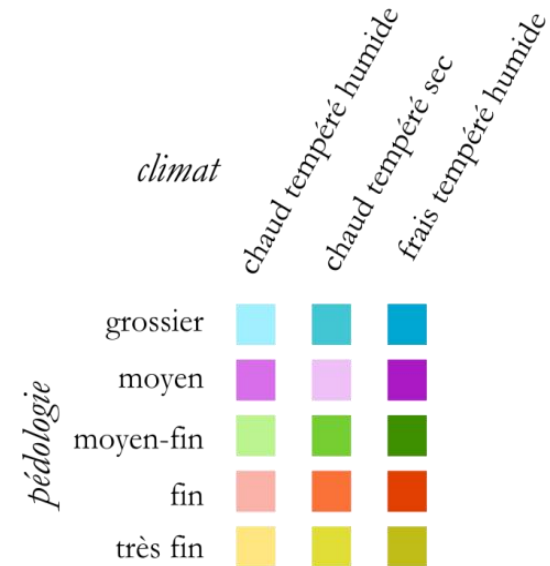 climat
chaud tempéré humide
chaud tempéré sec
frais tempéré humide
pédologie
grossier
moyen
moyen-fin
fin
très fin